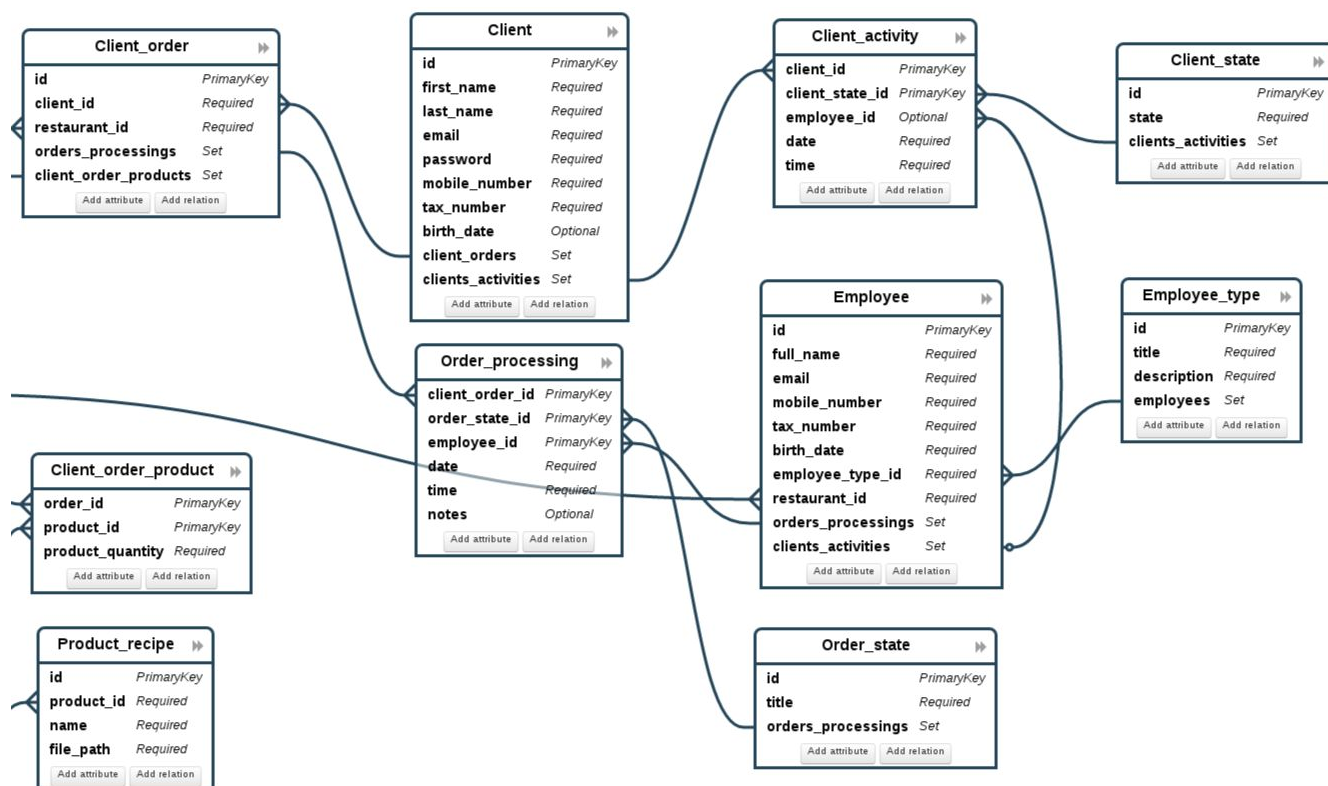 Client_order
id PrimaryKey
client_id Required
restaurant_id Required
orders_processings Set
client_order_products Set
Add attribute Add relation
Client
id PrimaryKey
first_name Required
last_name Required
email Required
password Required
mobile_number Required
tax_number Required
birth_date Optional
client_orders Set
clients_activities Set
Add attribute Add relation
Client_activity
client_id PrimaryKey
client_state_id PrimaryKey
employee_id Optional
date Required
time Required
Add attribute Add relation
Client_state
id PrimaryKey
state Required
clients_activities Set
Add attribute Add relation
Order_processing
client_order_id PrimaryKey
order_state_id PrimaryKey
employee_id PrimaryKey
date Required
time Required
notes Optional
Add attribute Add relation
Employee
id PrimaryKey
full_name Required
email Required
mobile_number Required
tax_number Required
birth_date Required
employee_type_id Required
restaurant_id Required
orders_processings Set
clients_activities Set
Add attribute Add relation
Employee_type
id PrimaryKey
title Required
description Required
employees Set
Add attribute Add relation
Client_order_product
order_id PrimaryKey
product_id PrimaryKey
product_quantity Required
Add attribute Add relation
Product_recipe
id PrimaryKey
product_id Required
name Required
file_path Required
Add attribute Add relation
Order_state
id PrimaryKey
title Required
orders_processings Set
Add attribute Add relation